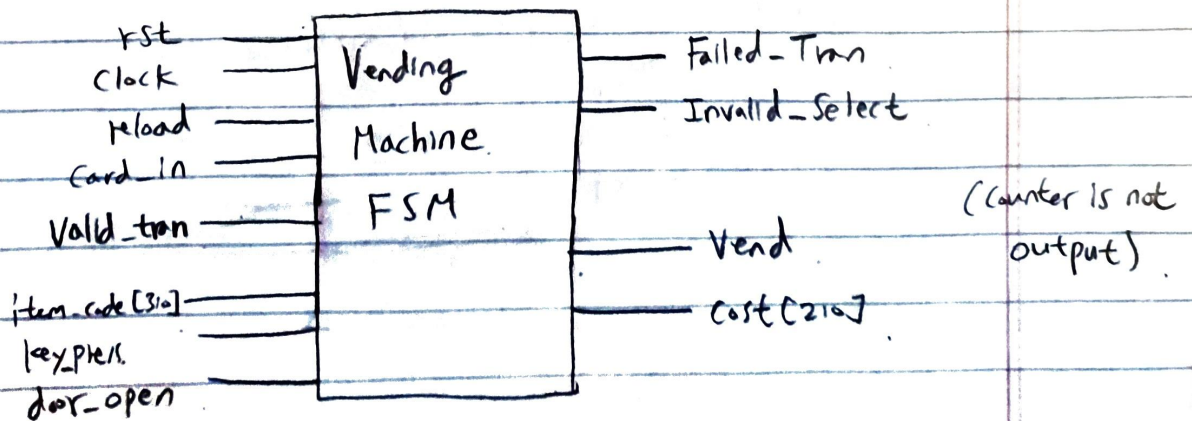 rst
Clock
reload
Card_in
Valid_tran
item_code[3:0]
key_press
door_open
Vending
Machine
FSM
Failed_Tran
Invalid_Select
Vend
Cost[2:0]
(Counter is not
output).